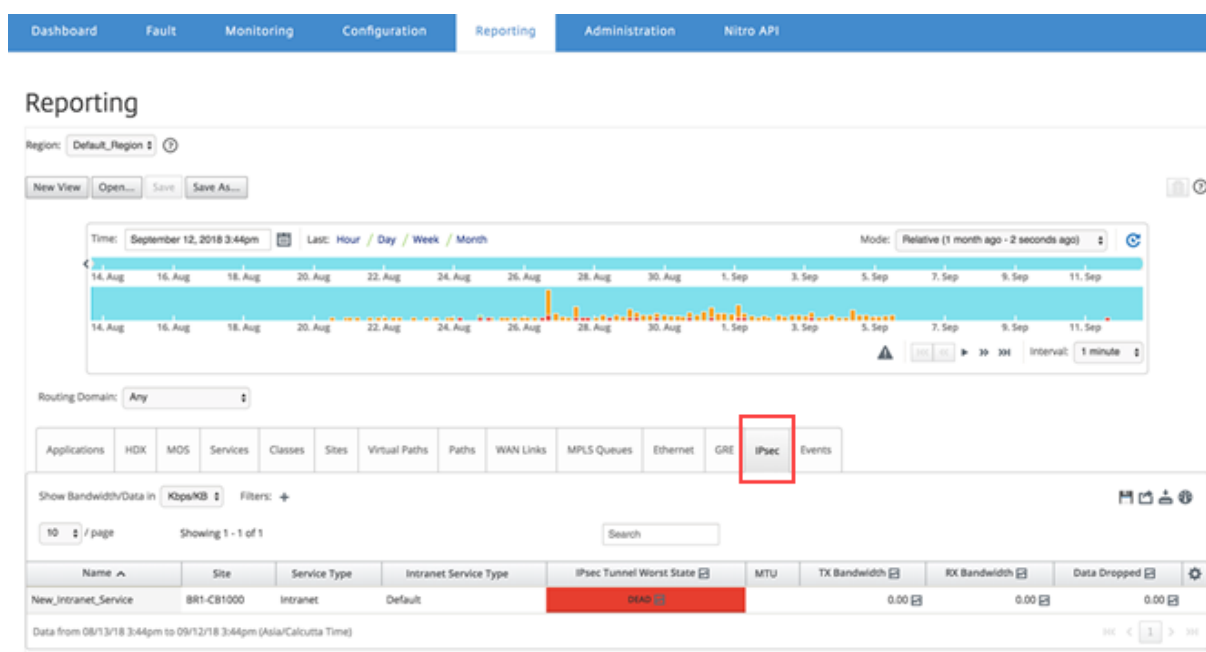 Dashboard Fault Monitoring Configuration Reporting Administration Nitro API
Reporting
Region: Default_Region ?
New View Open... Save Save As... ?
Time: September 12, 2018 3:44pm Last: Hour / Day / Week / Month Mode: Relative (1 month ago - 2 seconds ago)
14. Aug 16. Aug 18. Aug 20. Aug 22. Aug 24. Aug 26. Aug 28. Aug 30. Aug 1. Sep 3. Sep 5. Sep 7. Sep 9. Sep 11. Sep
14. Aug 16. Aug 18. Aug 20. Aug 22. Aug 24. Aug 26. Aug 28. Aug 30. Aug 1. Sep 3. Sep 5. Sep 7. Sep 9. Sep 11. Sep
Interval: 1 minute
Routing Domain: Any
Applications HDX MOS Services Classes Sites Virtual Paths Paths WAN Links MPLS Queues Ethernet GRE IPsec Events
Show Bandwidth/Data in Kbps/KB Filters: +
10 / page Showing 1 - 1 of 1 Search
Name Site Service Type Intranet Service Type IPsec Tunnel Worst State MTU TX Bandwidth RX Bandwidth Data Dropped
New_Intranet_Service BR1-CB1000 Intranet Default DEAD 0.00 0.00 0.00
Data from 08/13/18 3:44pm to 09/12/18 3:44pm (Asia/Calcutta Time) 1